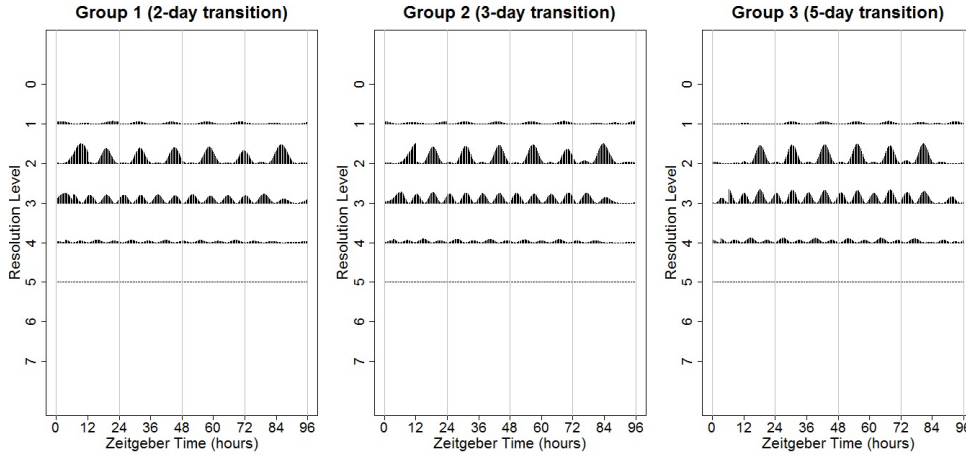 Group 1 (2-day transition)
Resolution Level
0
1
2
3
4
5
6
7
0 12 24 36 48 60 72 84 96
Zeitgeber Time (hours)
Group 2 (3-day transition)
Resolution Level
0
1
2
3
4
5
6
7
0 12 24 36 48 60 72 84 96
Zeitgeber Time (hours)
Group 3 (5-day transition)
Resolution Level
0
1
2
3
4
5
6
7
0 12 24 36 48 60 72 84 96
Zeitgeber Time (hours)